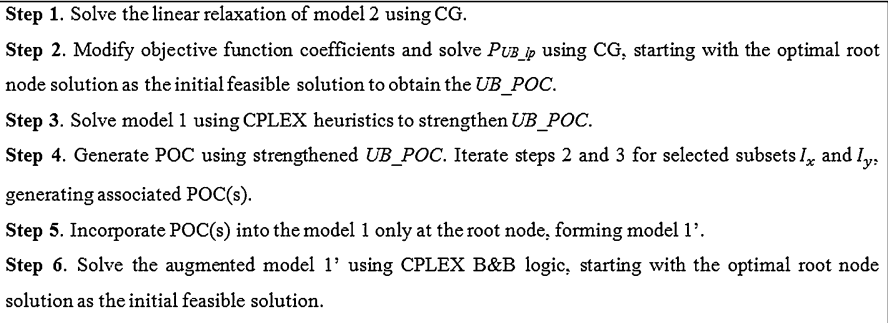 Step 1. Solve the linear relaxation of model 2 using CG.
Step 2. Modify objective function coefficients and solve P_{UB_lp} using CG, starting with the optimal root
node solution as the initial feasible solution to obtain the UB_POC.
Step 3. Solve model 1 using CPLEX heuristics to strengthen UB_POC.
Step 4. Generate POC using strengthened UB_POC. Iterate steps 2 and 3 for selected subsets I_x and I_y,
generating associated POC(s).
Step 5. Incorporate POC(s) into the model 1 only at the root node, forming model 1’.
Step 6. Solve the augmented model 1’ using CPLEX B&B logic, starting with the optimal root node
solution as the initial feasible solution.